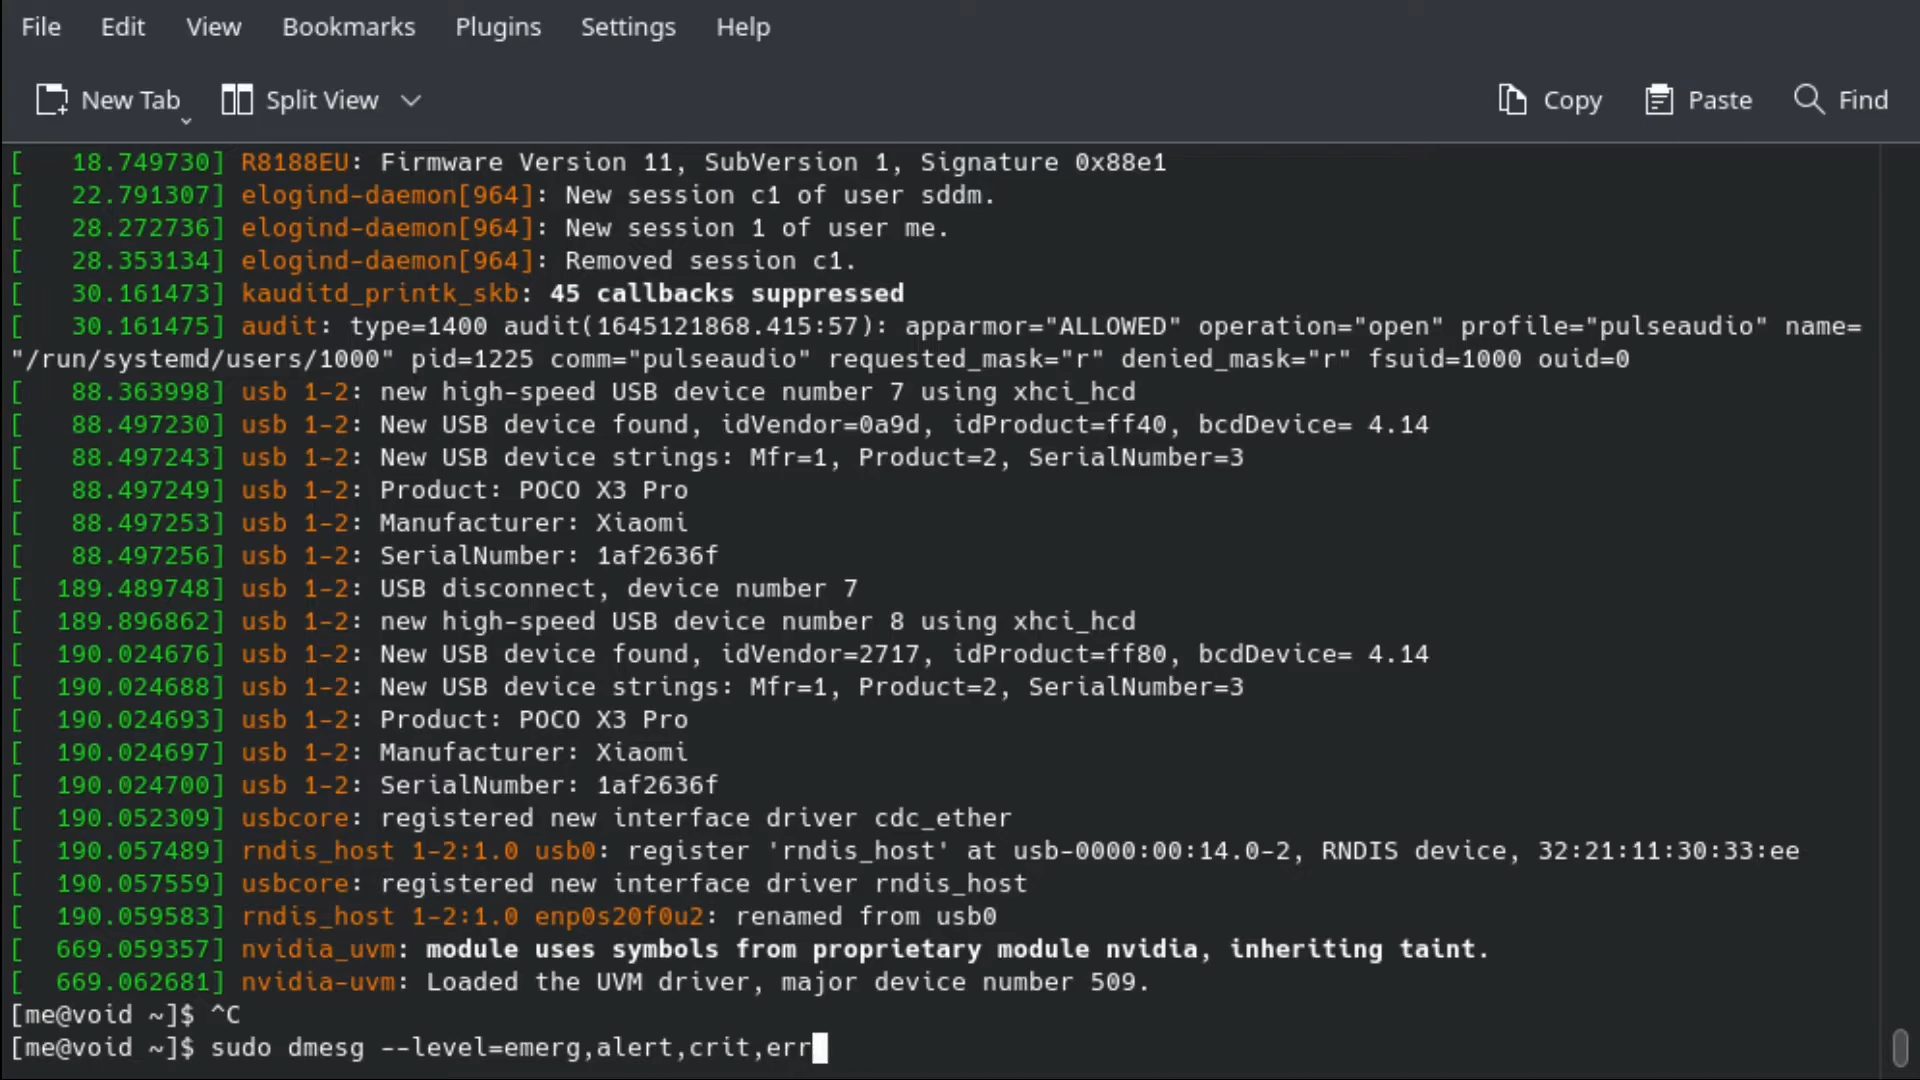 File Edit View Bookmarks Plugins Settings Help
New Tab Split View Copy Paste Find
[   18.749730] R8188EU: Firmware Version 11, SubVersion 1, Signature 0x88e1
[   22.791307] elogind-daemon[964]: New session c1 of user sddm.
[   28.272736] elogind-daemon[964]: New session 1 of user me.
[   28.353134] elogind-daemon[964]: Removed session c1.
[   30.161473] kauditd_printk_skb: 45 callbacks suppressed
[   30.161475] audit: type=1400 audit(1645121868.415:57): apparmor="ALLOWED" operation="open" profile="pulseaudio" name=
"/run/systemd/users/1000" pid=1225 comm="pulseaudio" requested_mask="r" denied_mask="r" fsuid=1000 ouid=0
[   88.363998] usb 1-2: new high-speed USB device number 7 using xhci_hcd
[   88.497230] usb 1-2: New USB device found, idVendor=0a9d, idProduct=ff40, bcdDevice= 4.14
[   88.497243] usb 1-2: New USB device strings: Mfr=1, Product=2, SerialNumber=3
[   88.497249] usb 1-2: Product: POCO X3 Pro
[   88.497253] usb 1-2: Manufacturer: Xiaomi
[   88.497256] usb 1-2: SerialNumber: 1af2636f
[  189.489748] usb 1-2: USB disconnect, device number 7
[  189.896862] usb 1-2: new high-speed USB device number 8 using xhci_hcd
[  190.024676] usb 1-2: New USB device found, idVendor=2717, idProduct=ff80, bcdDevice= 4.14
[  190.024688] usb 1-2: New USB device strings: Mfr=1, Product=2, SerialNumber=3
[  190.024693] usb 1-2: Product: POCO X3 Pro
[  190.024697] usb 1-2: Manufacturer: Xiaomi
[  190.024700] usb 1-2: SerialNumber: 1af2636f
[  190.052309] usbcore: registered new interface driver cdc_ether
[  190.057489] rndis_host 1-2:1.0 usb0: register 'rndis_host' at usb-0000:00:14.0-2, RNDIS device, 32:21:11:30:33:ee
[  190.057559] usbcore: registered new interface driver rndis_host
[  190.059583] rndis_host 1-2:1.0 enp0s20f0u2: renamed from usb0
[  669.059357] nvidia_uvm: module uses symbols from proprietary module nvidia, inheriting taint.
[  669.062681] nvidia-uvm: Loaded the UVM driver, major device number 509.
[me@void ~]$ ^C
[me@void ~]$ sudo dmesg --level=emerg,alert,crit,err